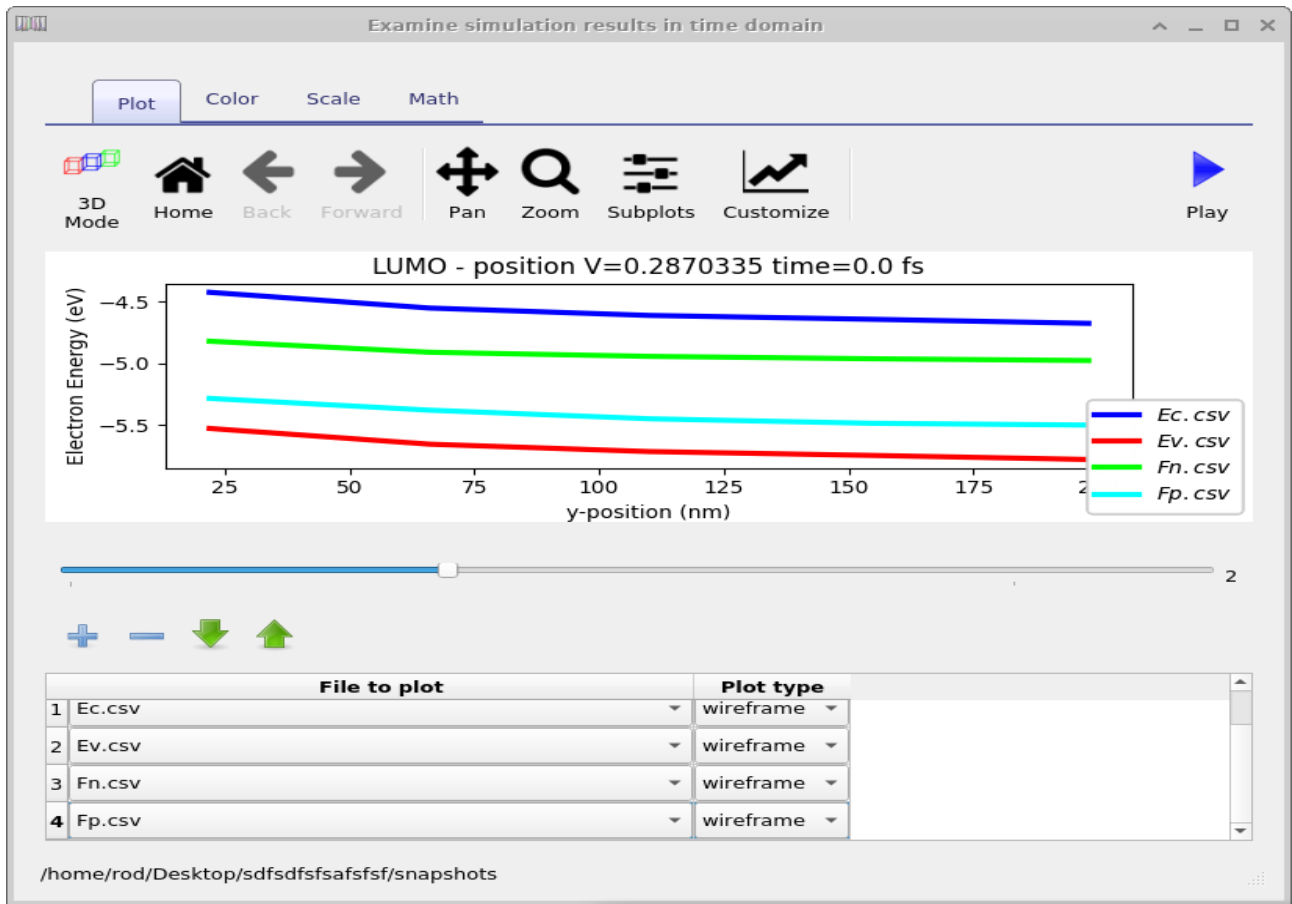 Examine simulation results in time domain
Plot Color Scale Math
3D Mode Home Back Forward Pan Zoom Subplots Customize Play
LUMO - position V=0.2870335 time=0.0 fs
Electron Energy (eV)
−4.5
−5.0
−5.5
25 50 75 100 125 150 175 2
y-position (nm)
Ec.csv
Ev.csv
Fn.csv
Fp.csv
2
File to plot Plot type
1 Ec.csv wireframe
2 Ev.csv wireframe
3 Fn.csv wireframe
4 Fp.csv wireframe
/home/rod/Desktop/sdfsdfsfsafsfsf/snapshots